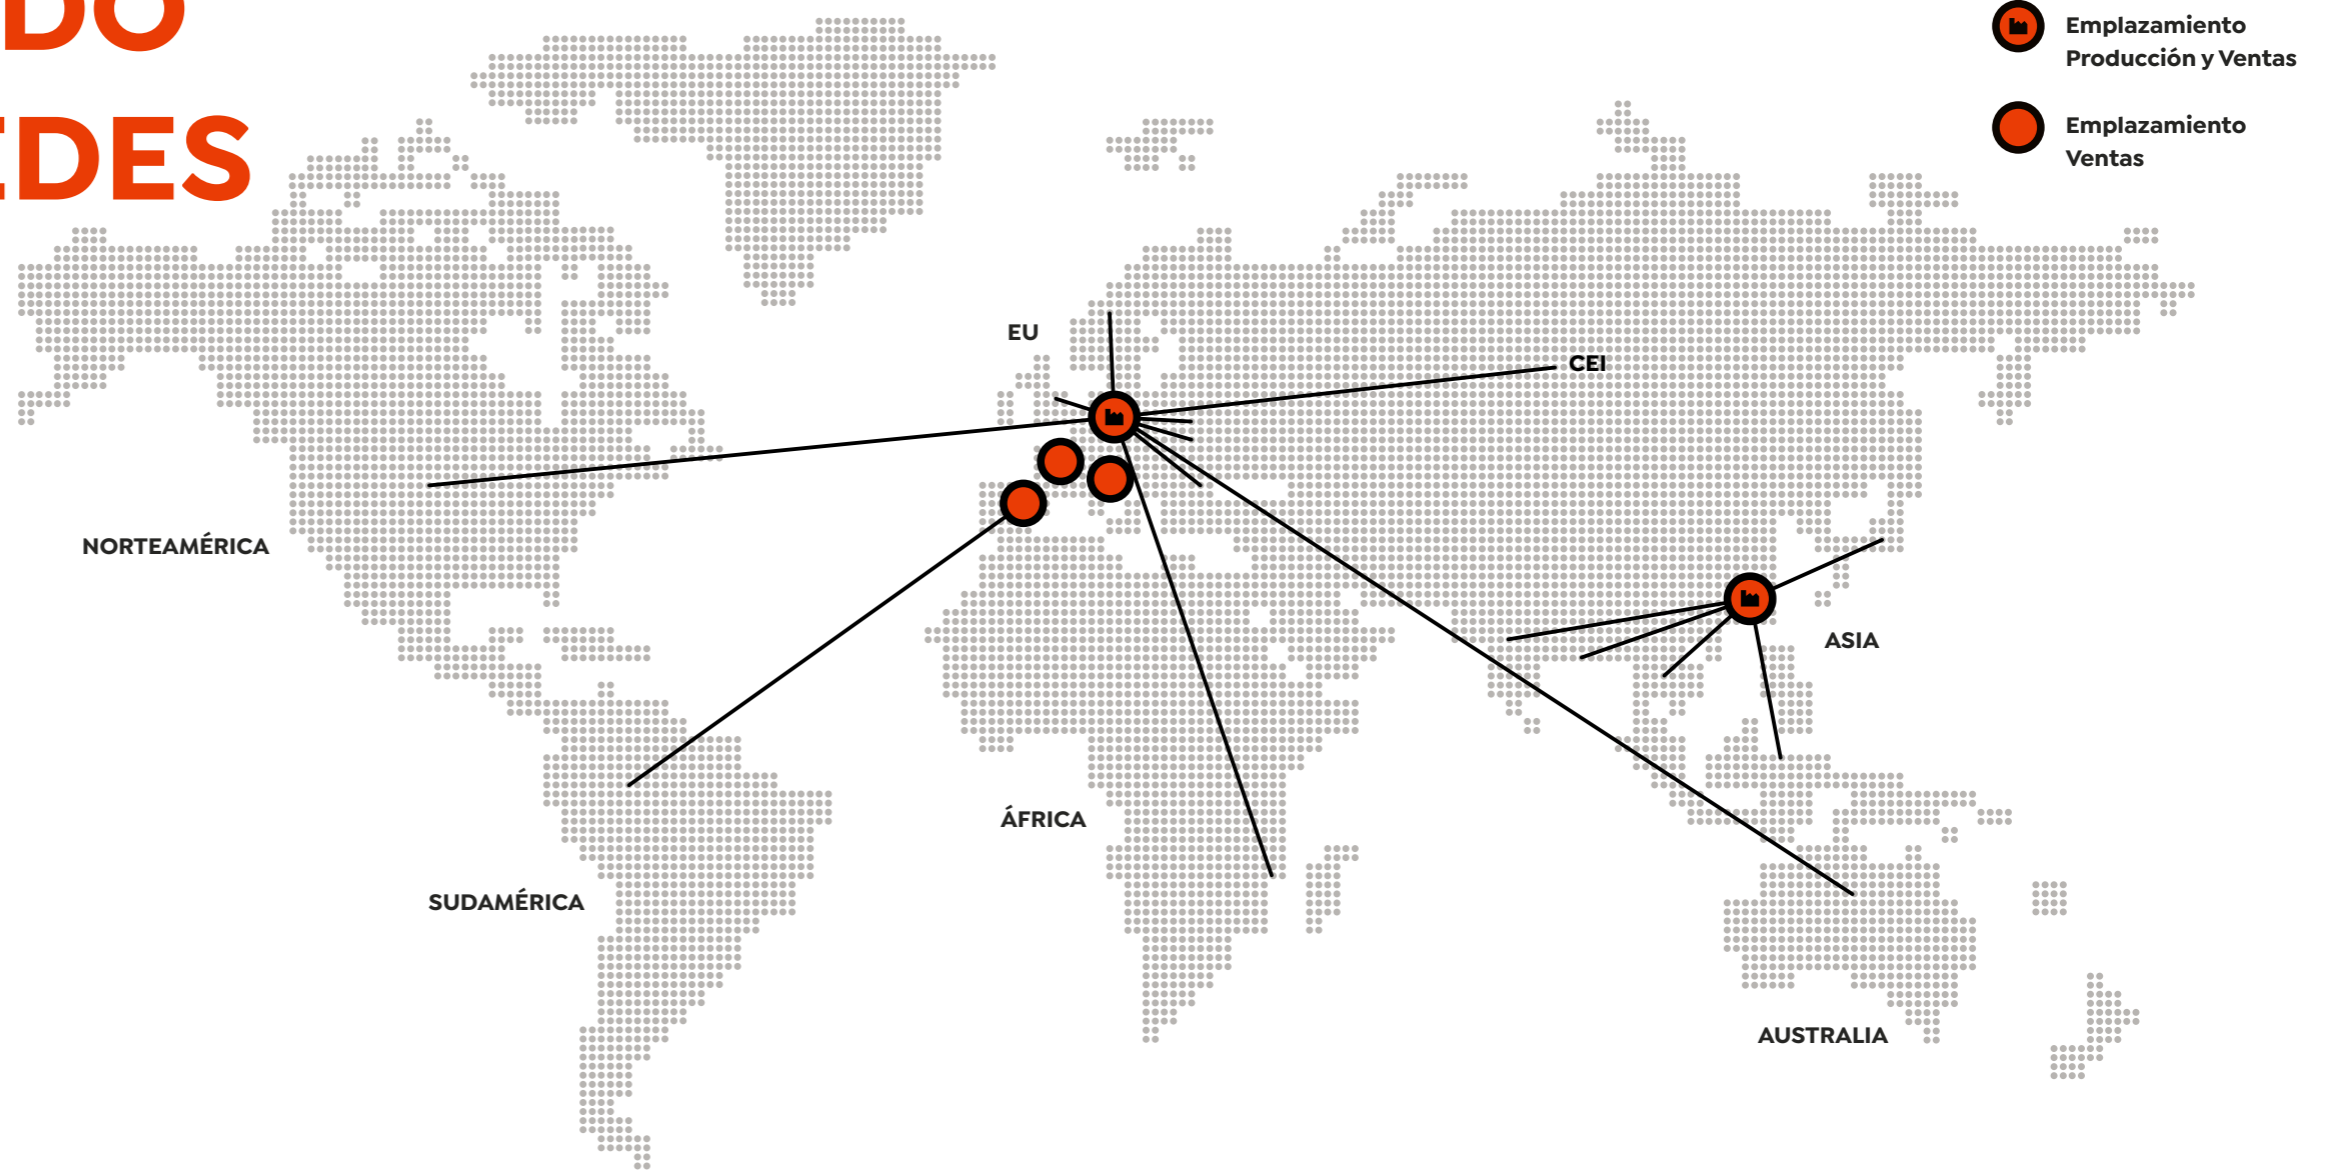 DO
EDES
Emplazamiento
Producción y Ventas
Emplazamiento
Ventas
EU
CEI
NORTEAMÉRICA
ASIA
ÁFRICA
SUDAMÉRICA
AUSTRALIA